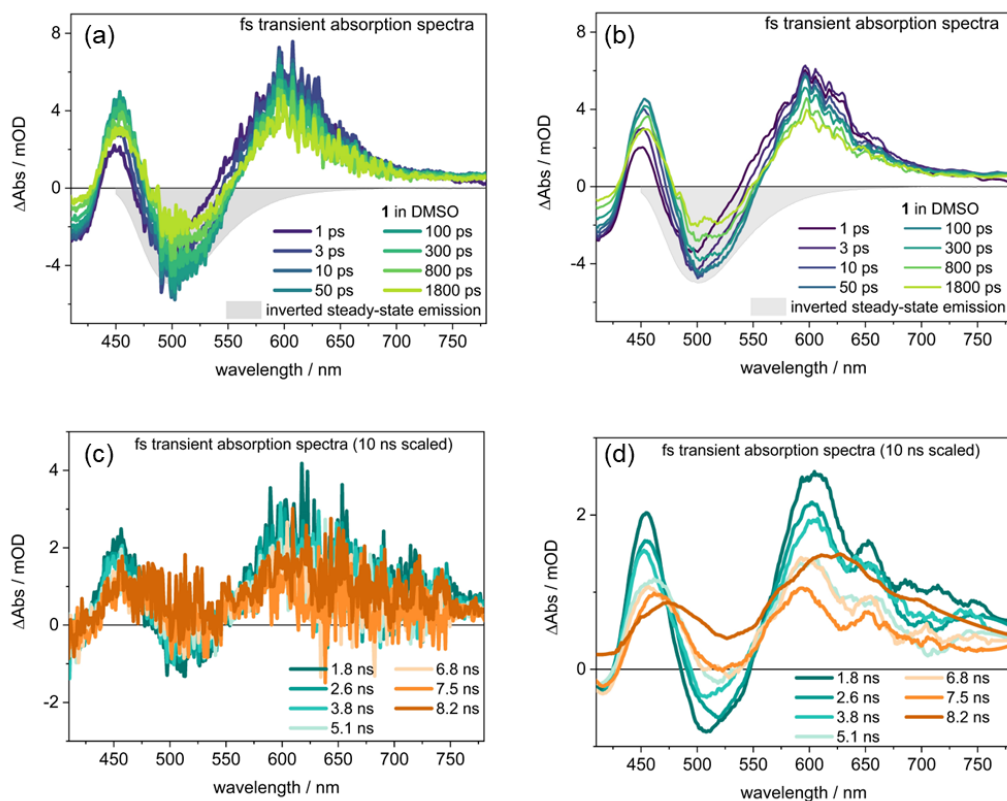 (a)
fs transient absorption spectra
8
4
0
-4
ΔAbs / mOD
1 in DMSO
1 ps
100 ps
3 ps
300 ps
10 ps
800 ps
50 ps
1800 ps
inverted steady-state emission
450 500 550 600 650 700 750
wavelength / nm
(b)
fs transient absorption spectra
8
4
0
-4
ΔAbs / mOD
1 in DMSO
1 ps
100 ps
3 ps
300 ps
10 ps
800 ps
50 ps
1800 ps
inverted steady-state emission
450 500 550 600 650 700 750
wavelength / nm
fs transient absorption spectra (10 ns scaled)
(c)
4
2
0
-2
ΔAbs / mOD
1.8 ns
6.8 ns
2.6 ns
7.5 ns
3.8 ns
8.2 ns
5.1 ns
450 500 550 600 650 700 750
wavelength / nm
fs transient absorption spectra (10 ns scaled)
(d)
2
0
ΔAbs / mOD
1.8 ns
6.8 ns
2.6 ns
7.5 ns
3.8 ns
8.2 ns
5.1 ns
450 500 550 600 650 700 750
wavelength / nm